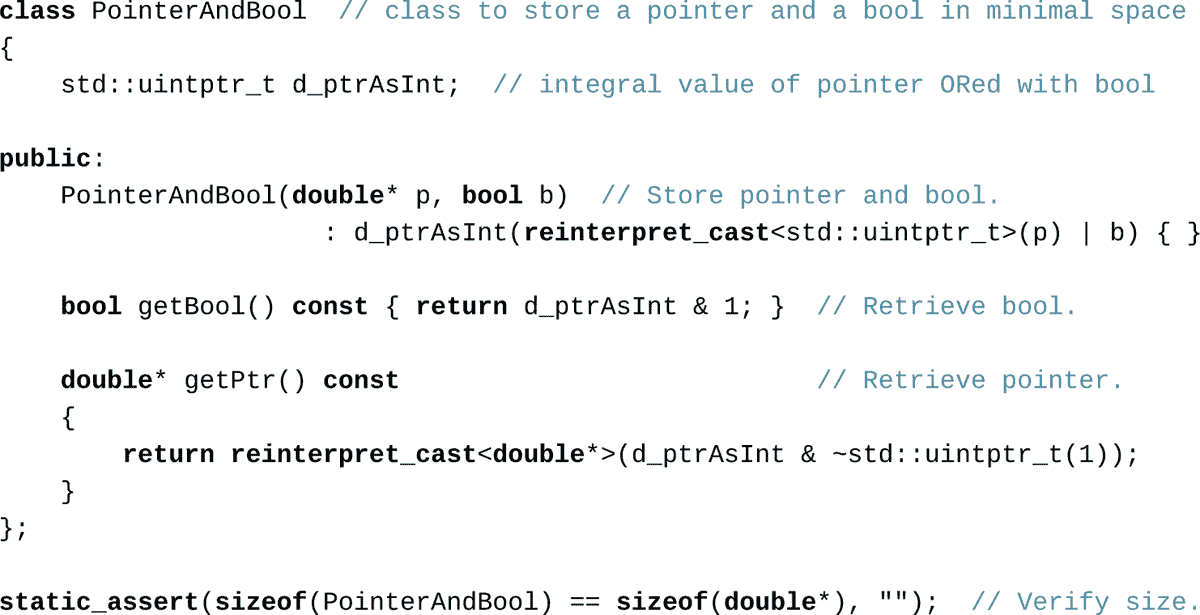 class PointerAndBool  // class to store a pointer and a bool in minimal space
{
    std::uintptr_t d_ptrAsInt;  // integral value of pointer ORed with bool

public:
    PointerAndBool(double* p, bool b)  // Store pointer and bool.
                     : d_ptrAsInt(reinterpret_cast<std::uintptr_t>(p) | b) { }

    bool getBool() const { return d_ptrAsInt & 1; }  // Retrieve bool.

    double* getPtr() const                           // Retrieve pointer.
    {
        return reinterpret_cast<double*>(d_ptrAsInt & ~std::uintptr_t(1));
    }
};

static_assert(sizeof(PointerAndBool) == sizeof(double*), "");  // Verify size